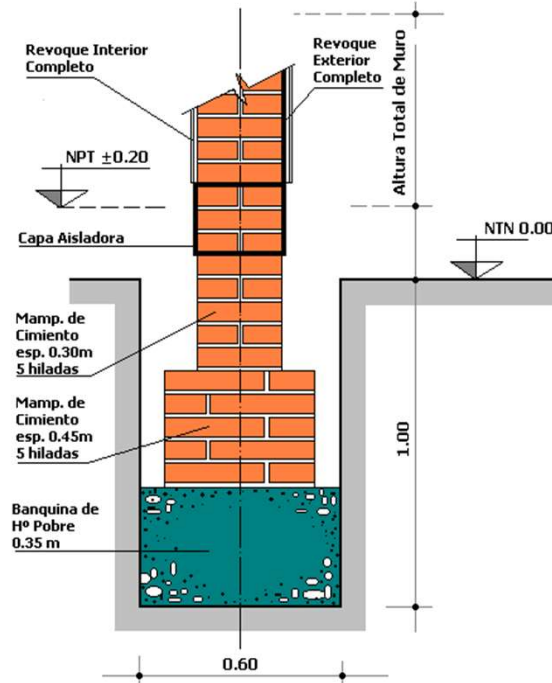 Revoque Interior
Completo
Revoque
Exterior
Completo
Altura Total de Muro
NPT ±0.20
NTN 0.00
Capa Aisladora
Mamp. de
Cimiento
esp. 0.30m
5 hiladas
Mamp. de
Cimiento
esp. 0.45m
5 hiladas
1.00
Banquina de
Hº Pobre
0.35 m
0.60